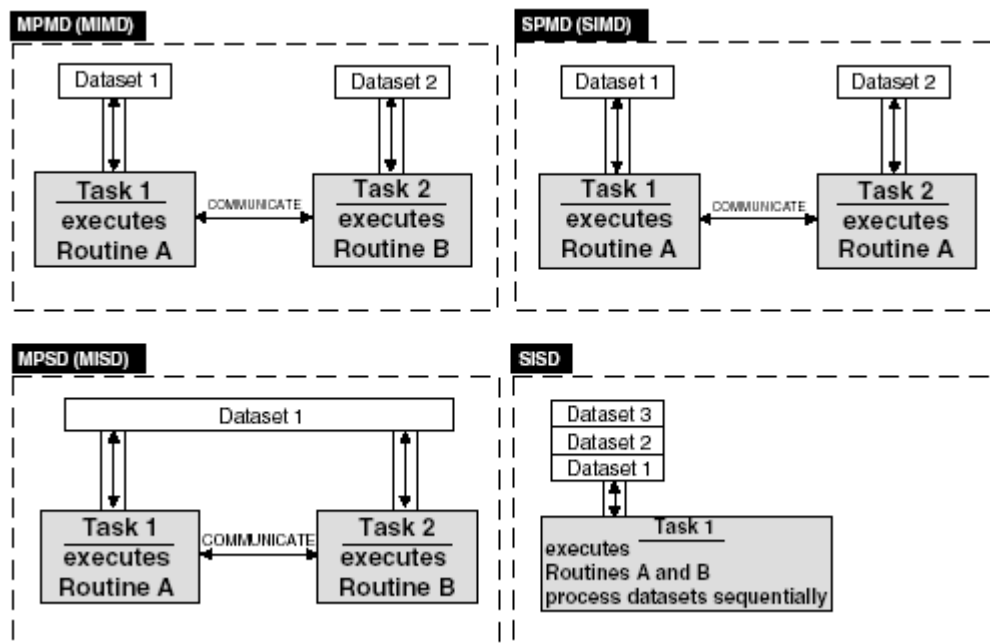 MPMD (MIMD)
Dataset 1
Dataset 2
Task 1
executes
Routine A
COMMUNICATE
Task 2
executes
Routine B
SPMD (SIMD)
Dataset 1
Dataset 2
Task 1
executes
Routine A
COMMUNICATE
Task 2
executes
Routine A
MPSD (MISD)
Dataset 1
Task 1
executes
Routine A
COMMUNICATE
Task 2
executes
Routine B
SISD
Dataset 3
Dataset 2
Dataset 1
Task 1
executes
Routines A and B
process datasets sequentially